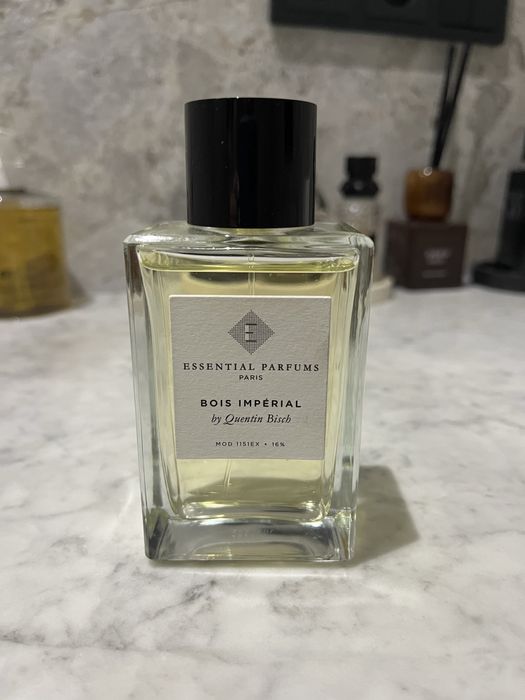 E
ESSENTIAL PARFUMS
PARIS
BOIS IMPÉRIAL
by Quentin Bisch
MOD 1151EX • 16%